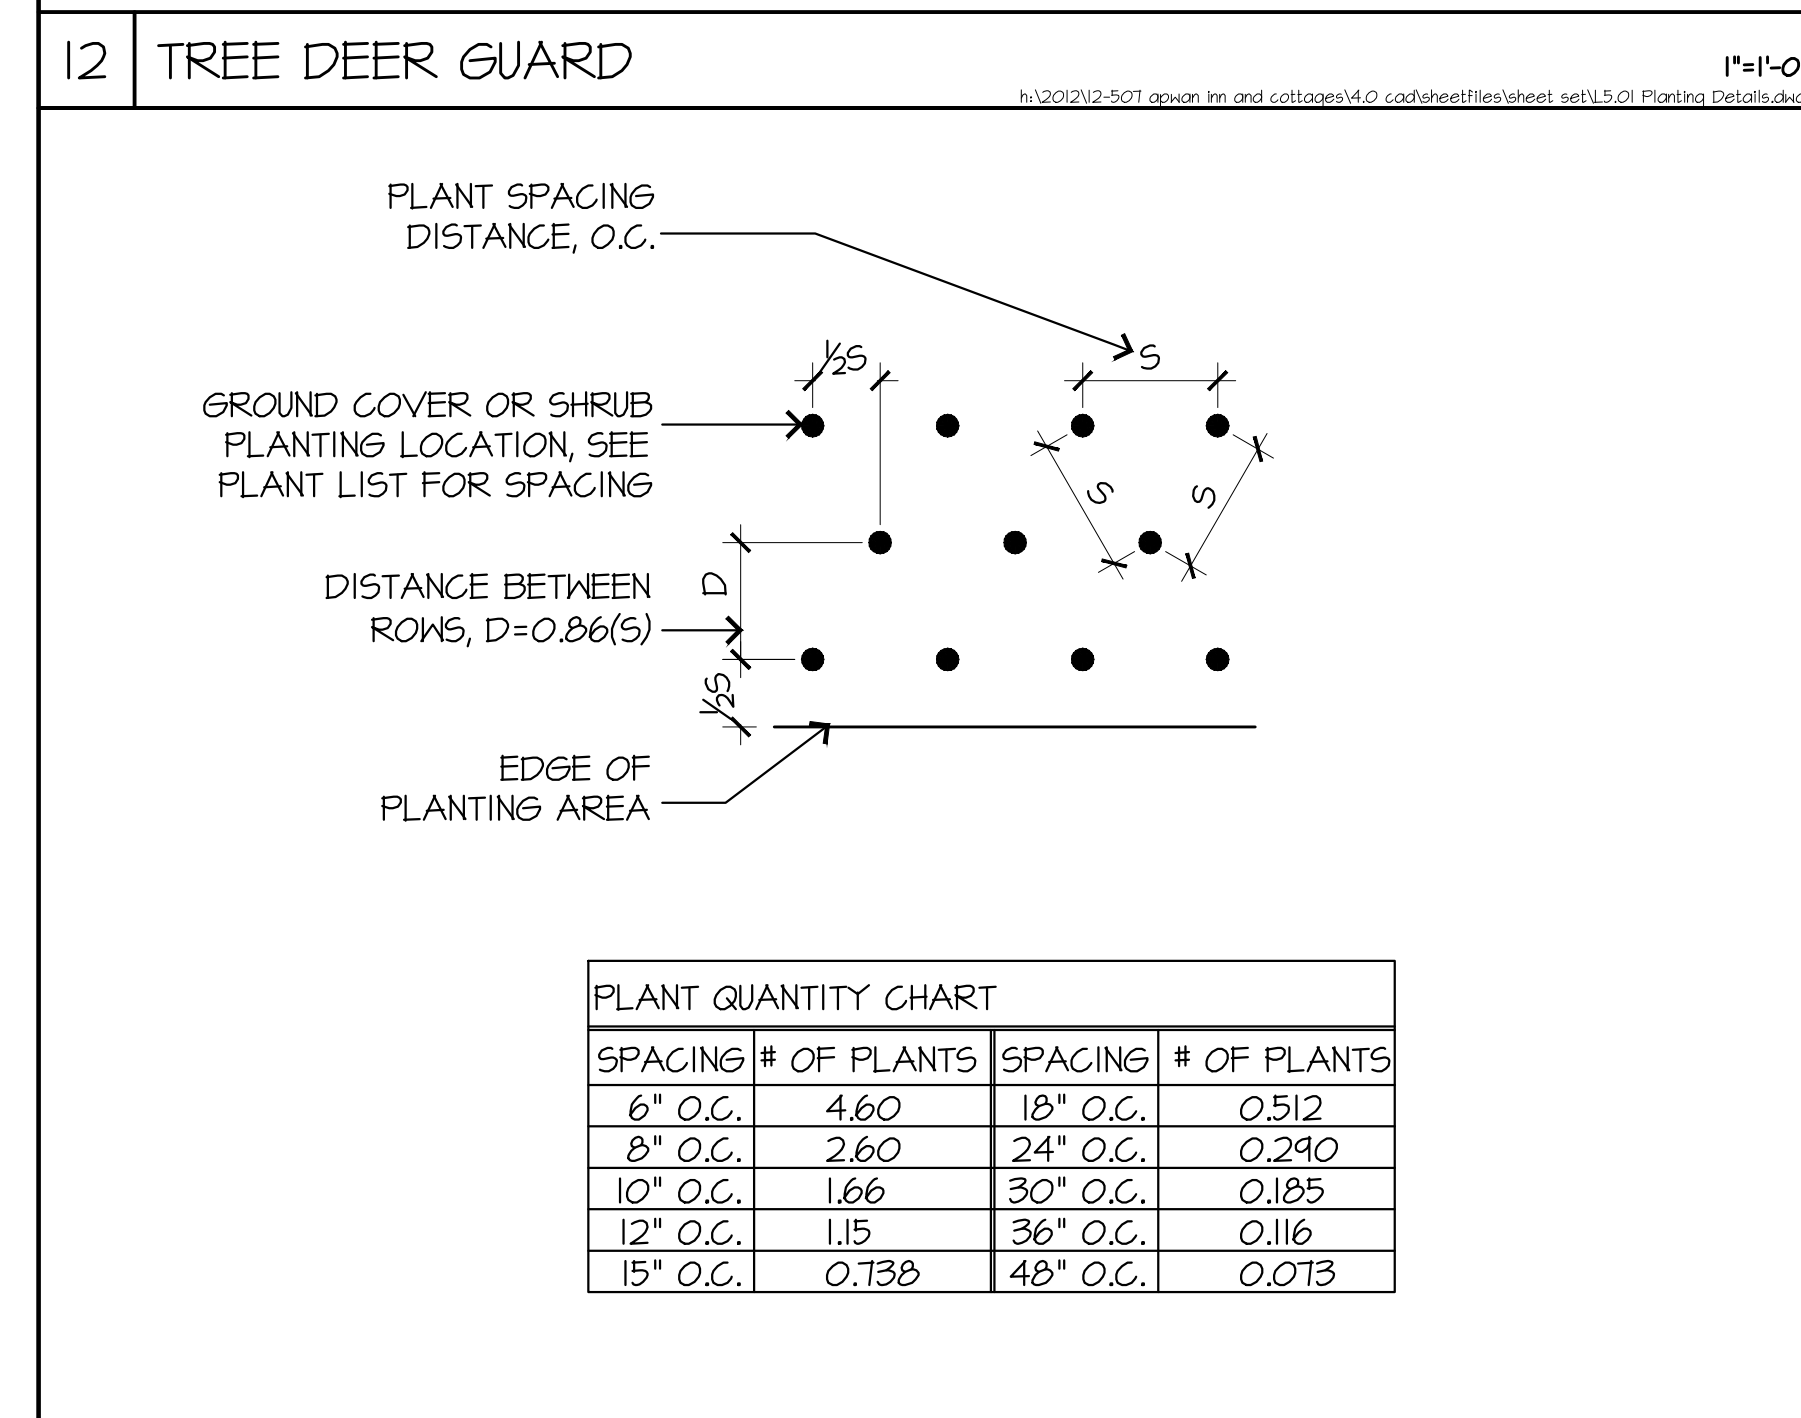 12 TREE DEER GUARD
1"=1'-0
h:\2012\12-507 apwan inn and cottages\4.0 cad\sheetfiles\sheet set\L5.01 Planting Details.dwg
PLANT SPACING
DISTANCE, O.C.
½S
S
GROUND COVER OR SHRUB
PLANTING LOCATION, SEE
PLANT LIST FOR SPACING
S
S
DISTANCE BETWEEN
ROWS, D=0.86(S)
D
½S
EDGE OF
PLANTING AREA
PLANT QUANTITY CHART
SPACING # OF PLANTS SPACING # OF PLANTS
6" O.C. 4.60 18" O.C. 0.512
8" O.C. 2.60 24" O.C. 0.290
10" O.C. 1.66 30" O.C. 0.185
12" O.C. 1.15 36" O.C. 0.116
15" O.C. 0.738 48" O.C. 0.073